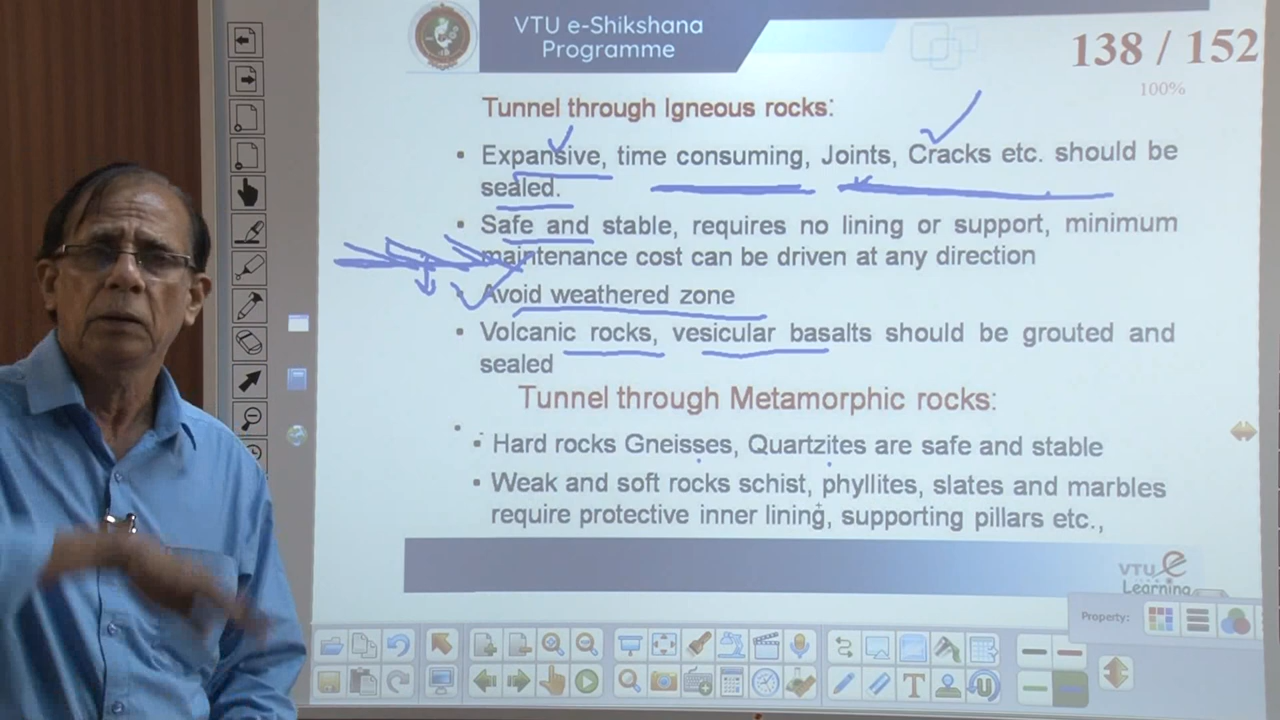 VTU e-Shikshana
Programme
138 / 152
100%
Tunnel through Igneous rocks:
• Expansive, time consuming, Joints, Cracks etc. should be
sealed.
• Safe and stable, requires no lining or support, minimum
maintenance cost can be driven at any direction
• Avoid weathered zone
• Volcanic rocks, vesicular basalts should be grouted and
sealed
Tunnel through Metamorphic rocks:
• Hard rocks Gneisses, Quartzites are safe and stable
• Weak and soft rocks schist, phyllites, slates and marbles
require protective inner lining, supporting pillars etc.,
VTU e
Learning
Property: